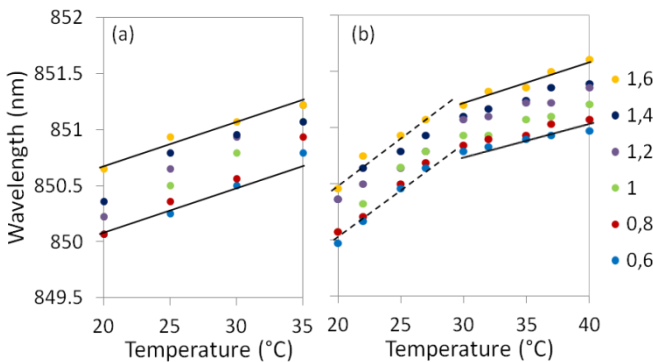 852
851.5
851
850.5
850
849.5
Wavelength (nm)
(a)
20 25 30 35
Temperature (°C)
(b)
20 25 30 35 40
Temperature (°C)
1,6
1,4
1,2
1
0,8
0,6